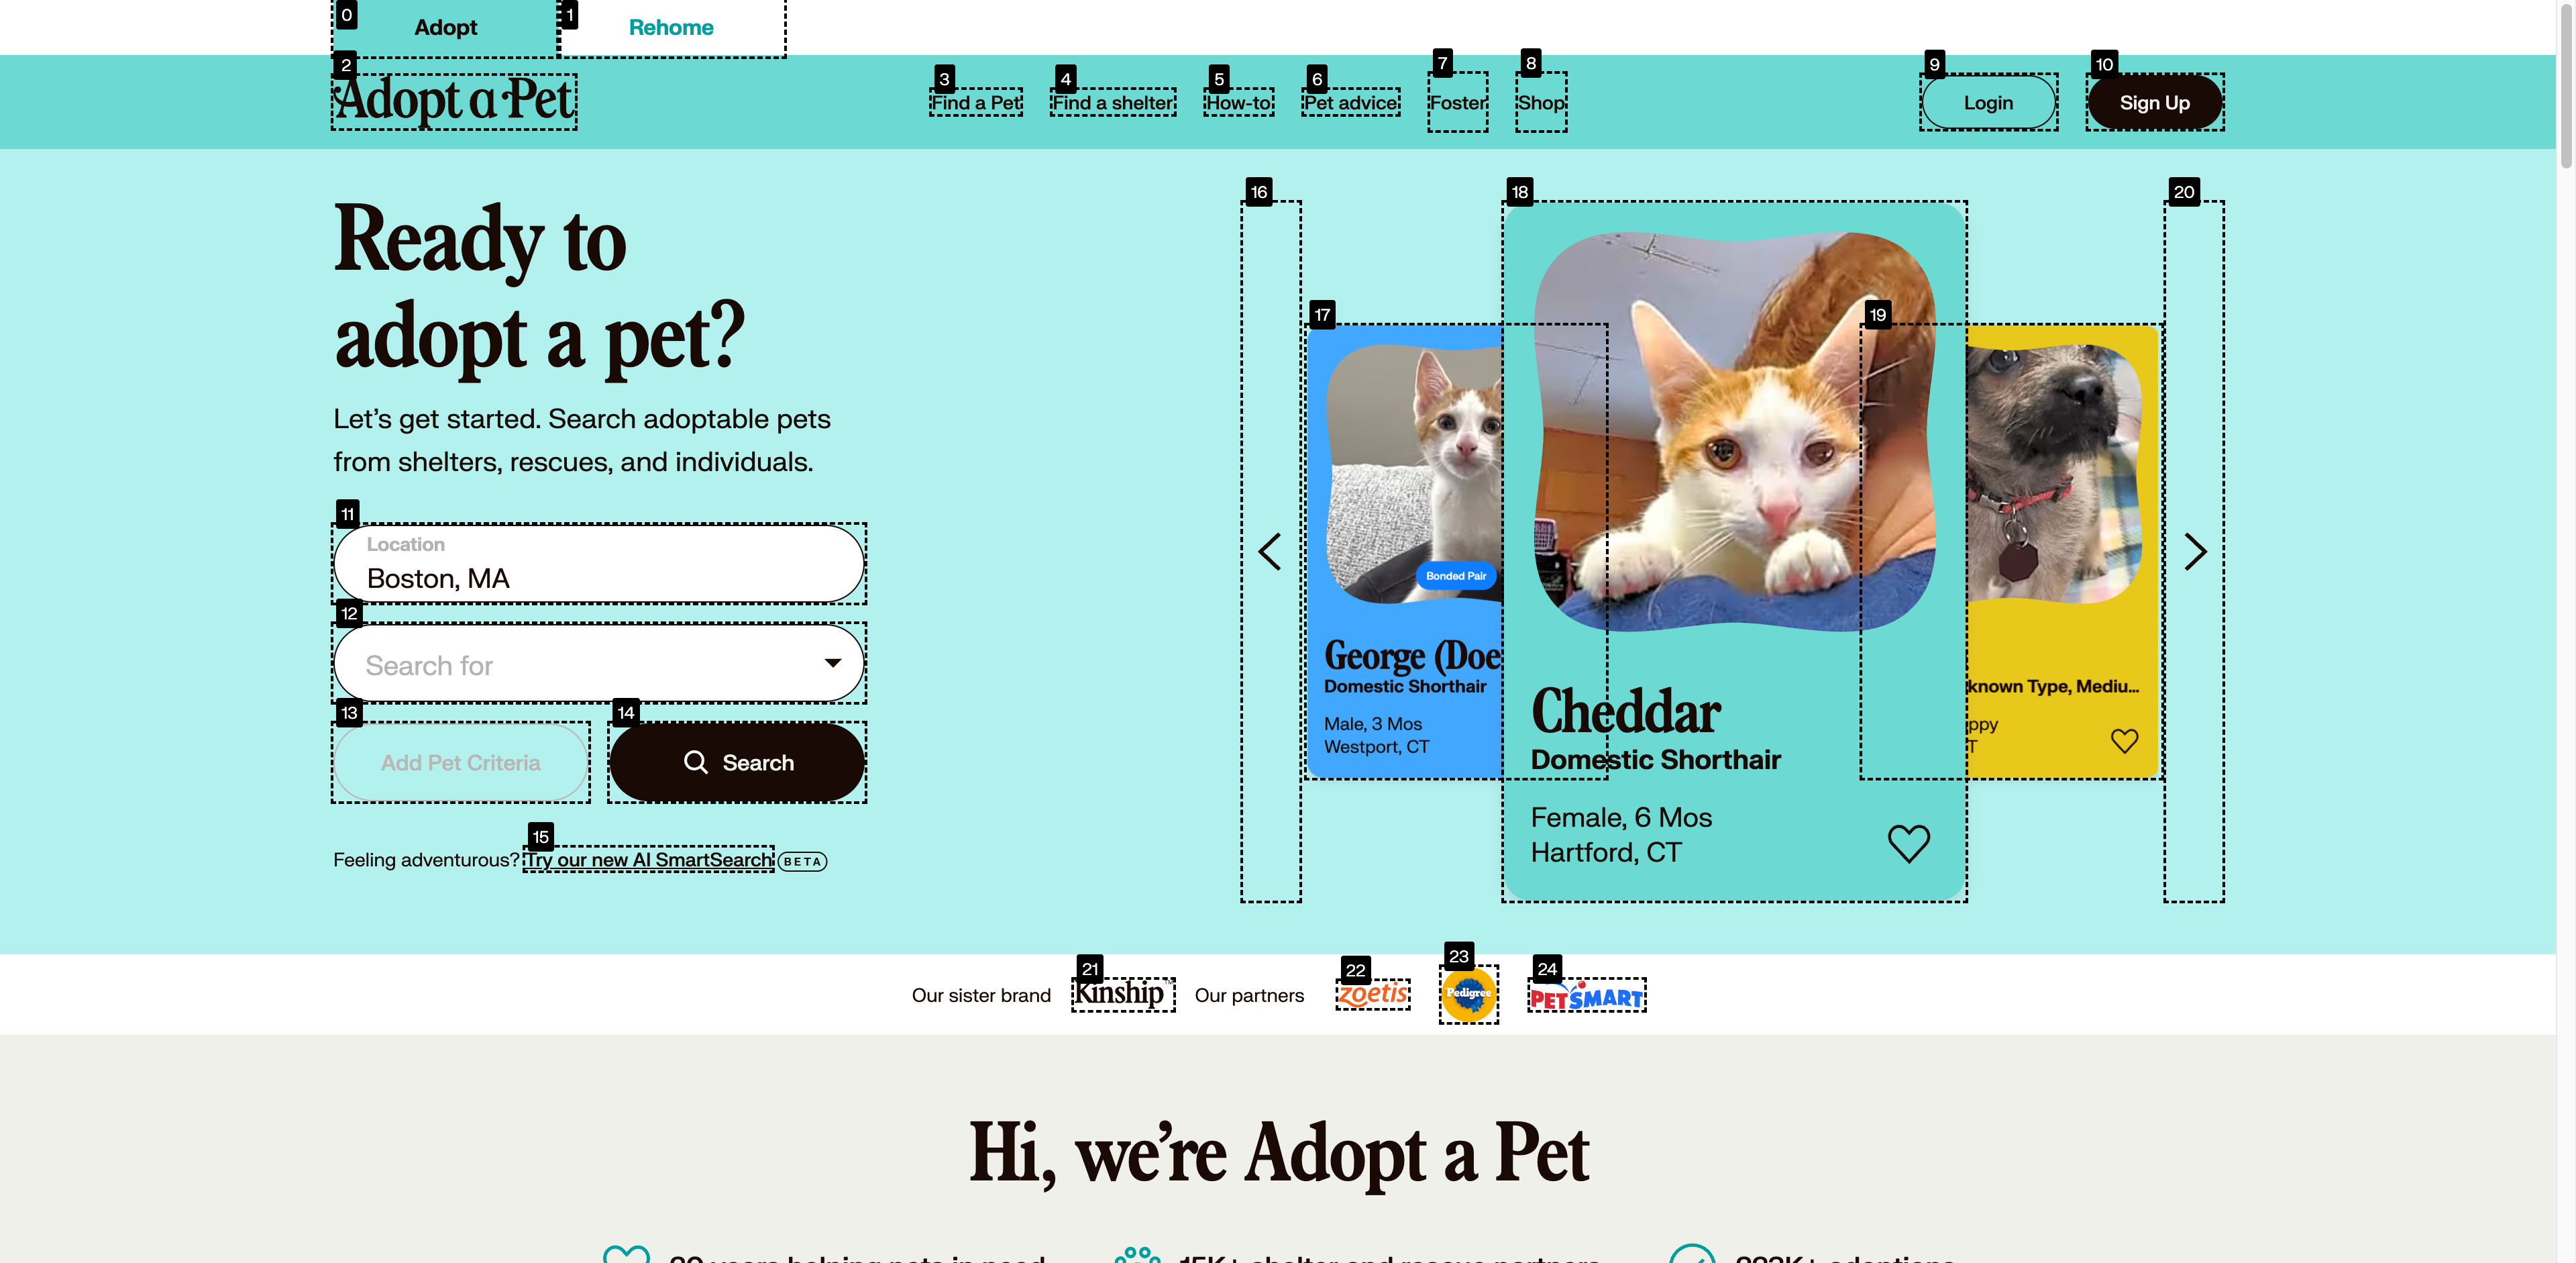 0
Adopt
1
Rehome
2
Adopt a Pet
3
Find a Pet
4
Find a shelter
5
How-to
6
Pet advice
7
Foster
8
Shop
9
Login
10
Sign Up
Ready to
adopt a pet?
Let's get started. Search adoptable pets
from shelters, rescues, and individuals.
11
Location
Boston, MA
12
Search for
13
Add Pet Criteria
14
Search
15
Feeling adventurous? Try our new AI SmartSearch BETA
16
17
Bonded Pair
George (Doe
Domestic Shorthair
Male, 3 Mos
Westport, CT
18
Cheddar
Domestic Shorthair
Female, 6 Mos
Hartford, CT
19
known Type, Mediu...
ppy
T
20
Our sister brand
21
Kinship™
Our partners
22
zoetis
23
Pedigree
24
PETSMART
Hi, we're Adopt a Pet